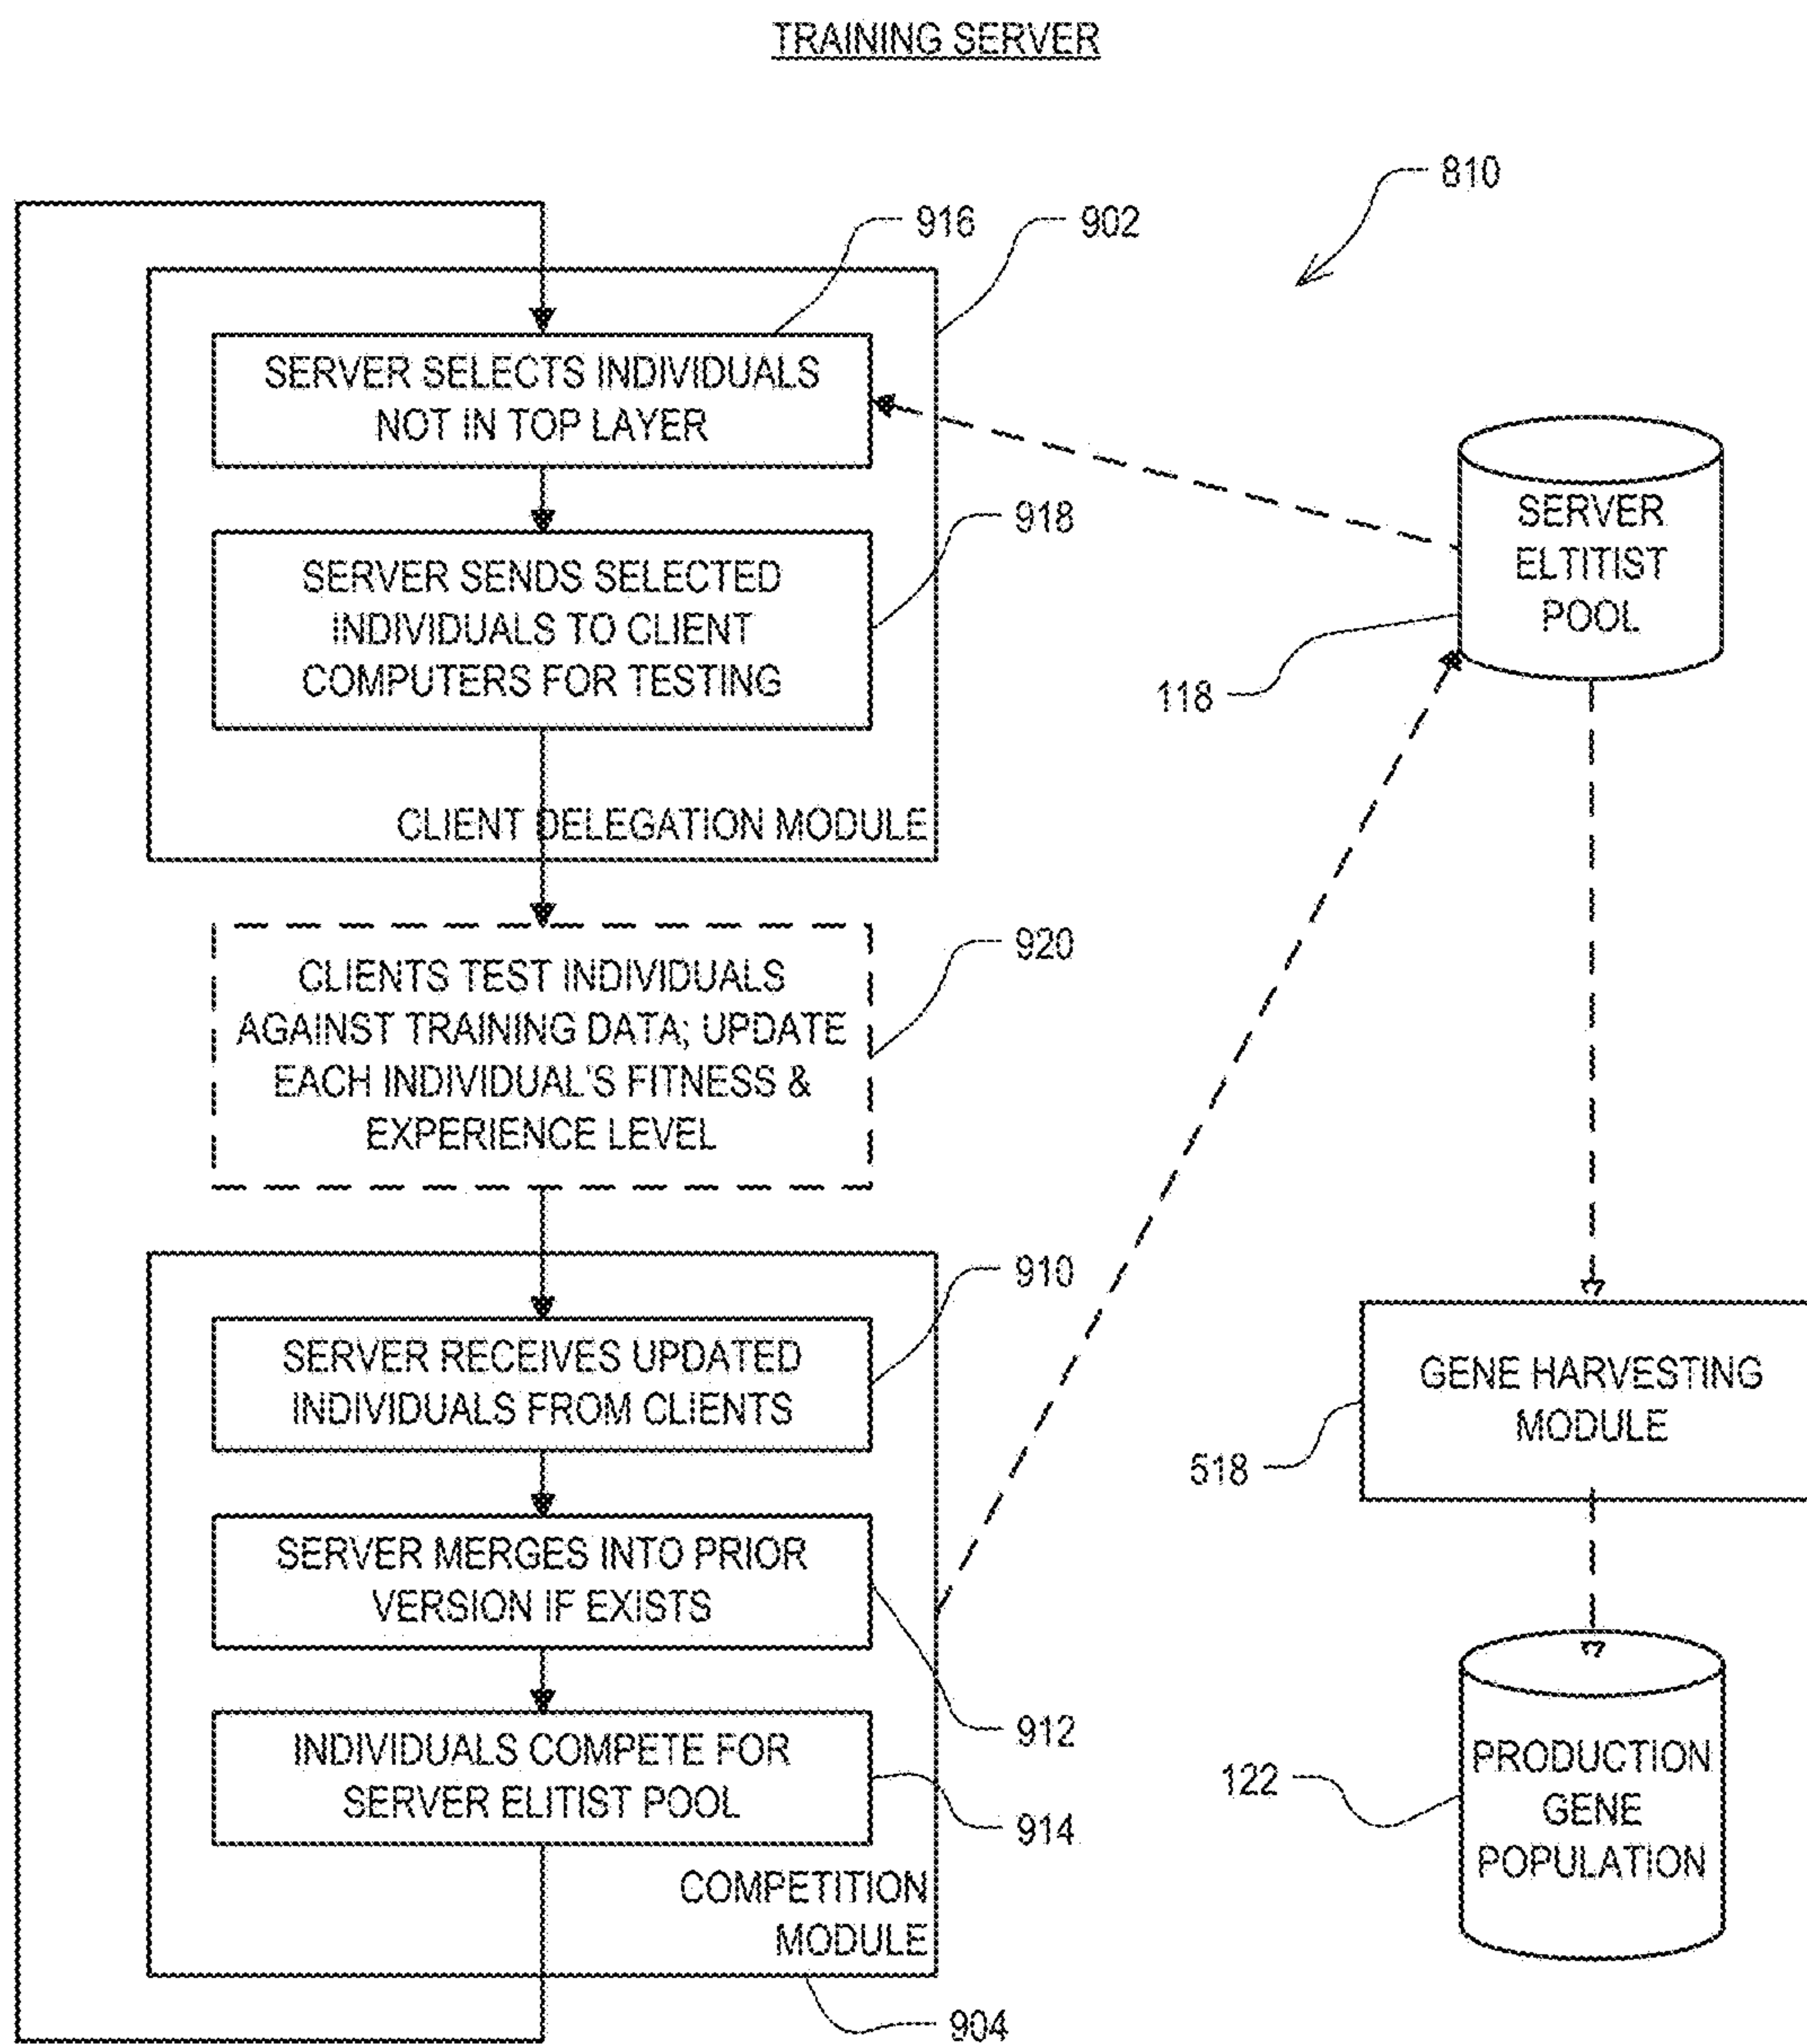 TRAINING SERVER
810
916
902
SERVER SELECTS INDIVIDUALS
NOT IN TOP LAYER
918
SERVER SENDS SELECTED
INDIVIDUALS TO CLIENT
COMPUTERS FOR TESTING
CLIENT DELEGATION MODULE
SERVER
ELTITIST
POOL
118
920
CLIENTS TEST INDIVIDUALS
AGAINST TRAINING DATA; UPDATE
EACH INDIVIDUAL'S FITNESS &
EXPERIENCE LEVEL
910
SERVER RECEIVES UPDATED
INDIVIDUALS FROM CLIENTS
SERVER MERGES INTO PRIOR
VERSION IF EXISTS
912
INDIVIDUALS COMPETE FOR
SERVER ELITIST POOL
914
COMPETITION
MODULE
904
GENE HARVESTING
MODULE
518
PRODUCTION
GENE
POPULATION
122